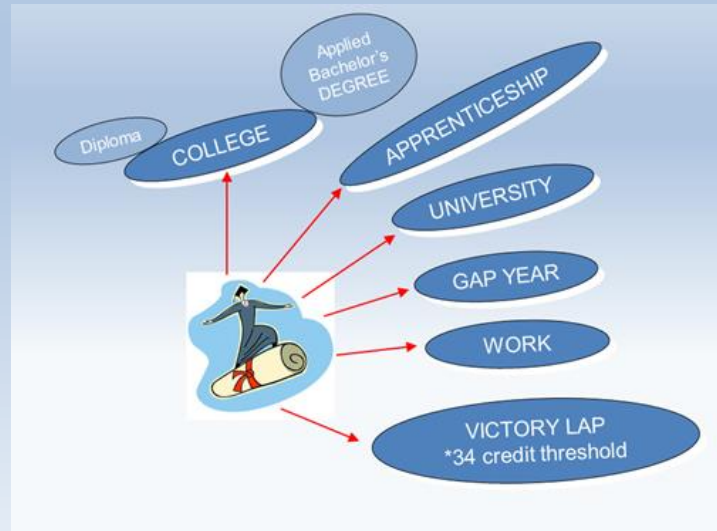 Applied
Bachelor's
DEGREE
Diploma
COLLEGE
APPRENTICESHIP
UNIVERSITY
GAP YEAR
WORK
VICTORY LAP
*34 credit threshold